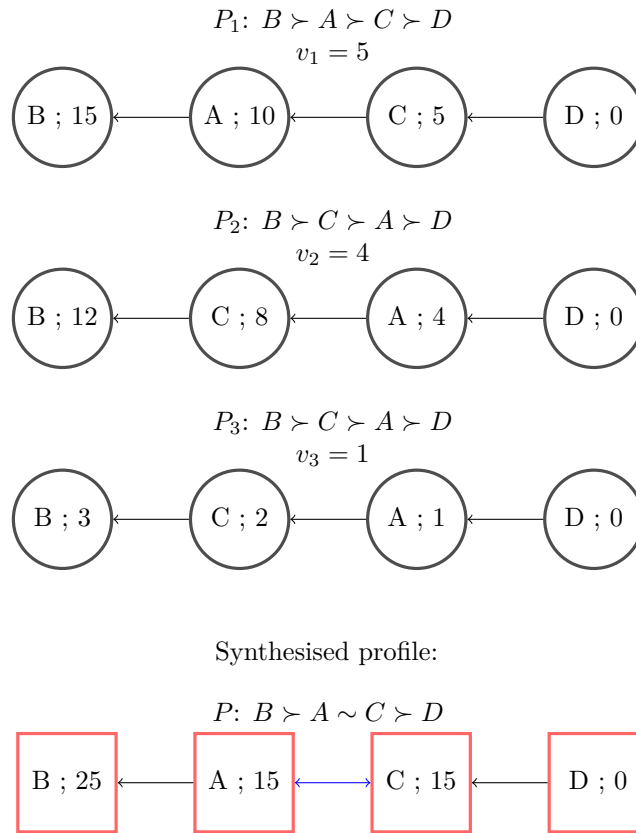 P₁: B ≻ A ≻ C ≻ D
v₁ = 5
B ; 15 A ; 10 C ; 5 D ; 0
P₂: B ≻ C ≻ A ≻ D
v₂ = 4
B ; 12 C ; 8 A ; 4 D ; 0
P₃: B ≻ C ≻ A ≻ D
v₃ = 1
B ; 3 C ; 2 A ; 1 D ; 0
Synthesised profile:
P: B ≻ A ∼ C ≻ D
B ; 25 A ; 15 C ; 15 D ; 0